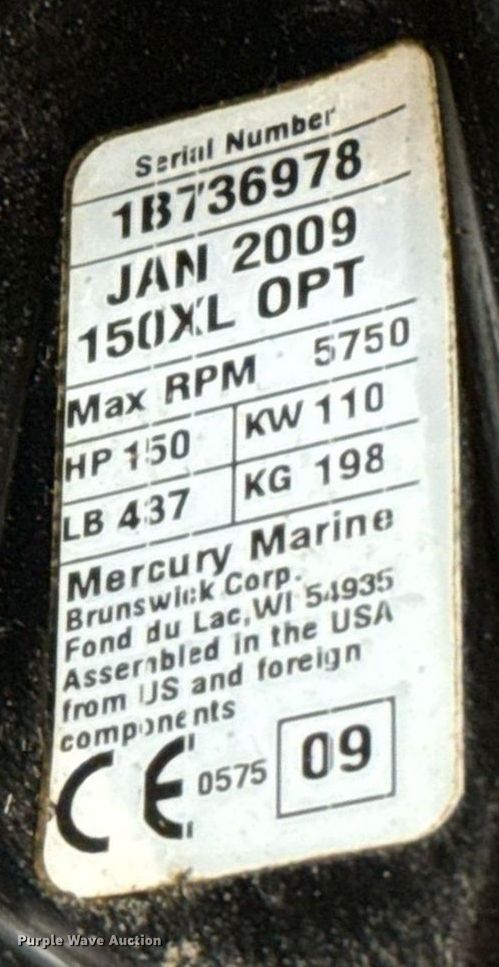 Serial Number
1B736978
JAN 2009
150XL OPT
Max RPM 5750
HP 150 KW 110
LB 437 KG 198
Mercury Marine
Brunswick Corp.
Fond du Lac, WI 54935
Assembled in the USA
from US and foreign
components
CE 0575 09
Purple Wave Auction